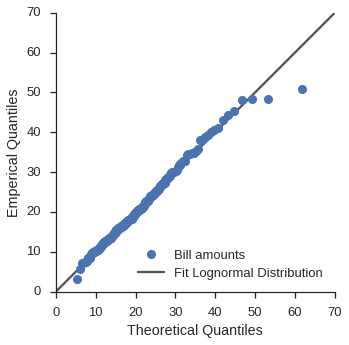 70
60
50
40
30
20
10
0
Emperical Quantiles
Bill amounts
Fit Lognormal Distribution
0 10 20 30 40 50 60 70
Theoretical Quantiles